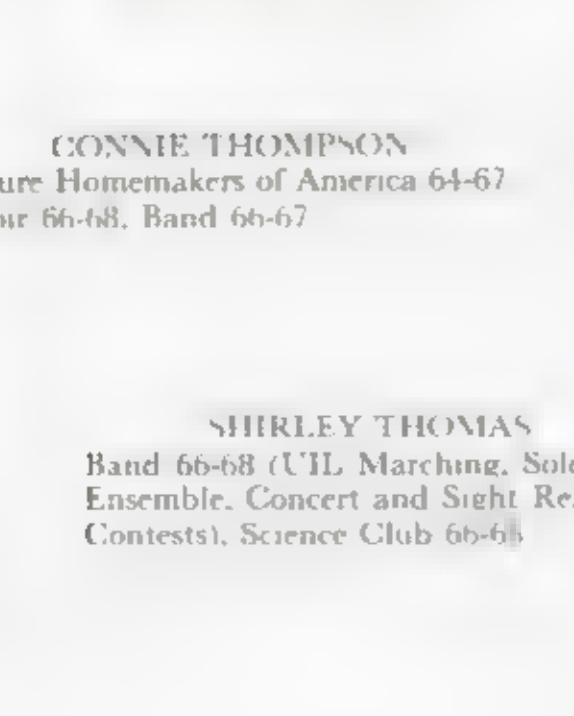 CONNIE THOMPSON
ure Homemakers of America 64-67
oir 66-68, Band 66-67
SHIRLEY THOMAS
Band 66-68 (UIL Marching, Solo
Ensemble, Concert and Sight Re
Contests), Science Club 66-68